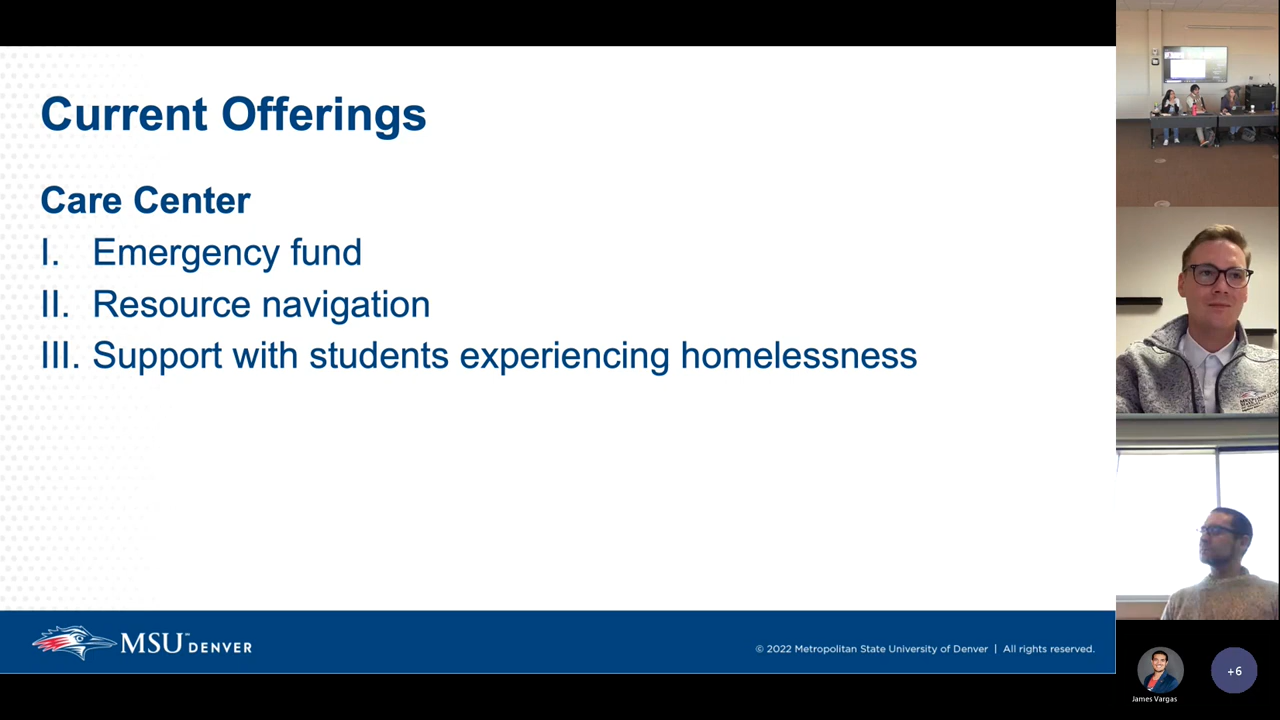 Current Offerings
Care Center
I. Emergency fund
II. Resource navigation
III. Support with students experiencing homelessness
MSU DENVER
© 2022 Metropolitan State University of Denver | All rights reserved.
James Vargas
+6